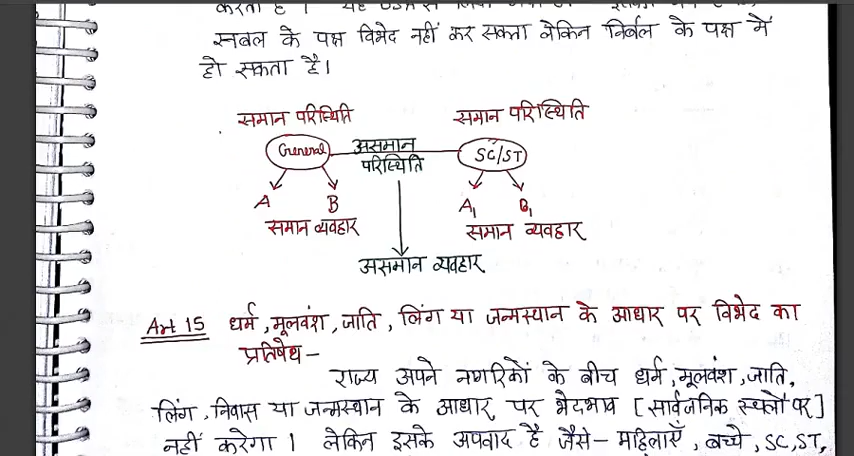 करता है। यह
सबल के पक्ष विभेद नहीं कर सकता लेकिन निर्बल के पक्ष में
हो सकता है।
समान परिस्थिति समान परिस्थिति
General असमान परिस्थिति SC/ST
A B A₁ B₁
समान व्यवहार समान व्यवहार
असमान व्यवहार
Art 15 धर्म, मूलवंश, जाति, लिंग या जन्मस्थान के आधार पर विभेद का
प्रतिषेध -
राज्य अपने नागरिकों के बीच धर्म, मूलवंश, जाति,
लिंग, निवास या जन्मस्थान के आधार पर भेदभाव [सार्वजनिक स्थलों पर]
नहीं करेगा। लेकिन इसके अपवाद है जैसे - महिलाएँ, बच्चे, SC, ST,